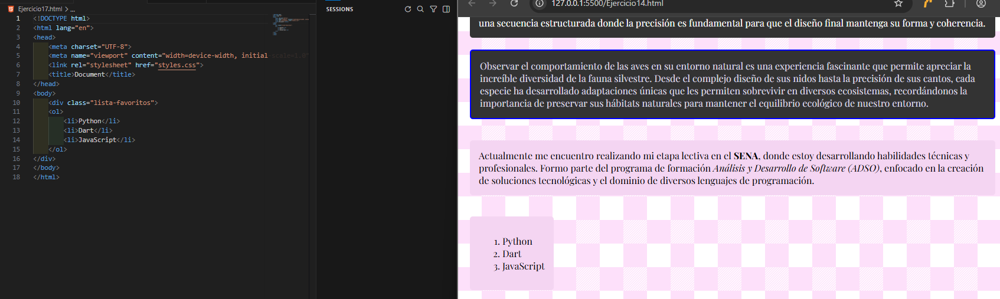 Ejercicio17.html > ...
1 <!DOCTYPE html>
2 <html lang="en">
3 <head>
4 <meta charset="UTF-8">
5 <meta name="viewport" content="width=device-width, initial-scale=1.0"
6 <link rel="stylesheet" href="styles.css">
7 <title>Document</title>
8 </head>
9 <body>
10 <div class="lista-favoritos">
11 <ol>
12 <li>Python</li>
13 <li>Dart</li>
14 <li>JavaScript</li>
15 </ol>
16 </div>
17 </body>
18 </html>
SESSIONS
127.0.0.1:5500/Ejercicio14.html
una secuencia estructurada donde la precisión es fundamental para que el diseño final mantenga su forma y coherencia.
Observar el comportamiento de las aves en su entorno natural es una experiencia fascinante que permite apreciar la
increíble diversidad de la fauna silvestre. Desde el complejo diseño de sus nidos hasta la precisión de sus cantos, cada
especie ha desarrollado adaptaciones únicas que les permiten sobrevivir en diversos ecosistemas, recordándonos la
importancia de preservar sus hábitats naturales para mantener el equilibrio ecológico de nuestro entorno.
Actualmente me encuentro realizando mi etapa lectiva en el SENA, donde estoy desarrollando habilidades técnicas y
profesionales. Formo parte del programa de formación Análisis y Desarrollo de Software (ADSO), enfocado en la creación
de soluciones tecnológicas y el dominio de diversos lenguajes de programación.
1. Python
2. Dart
3. JavaScript